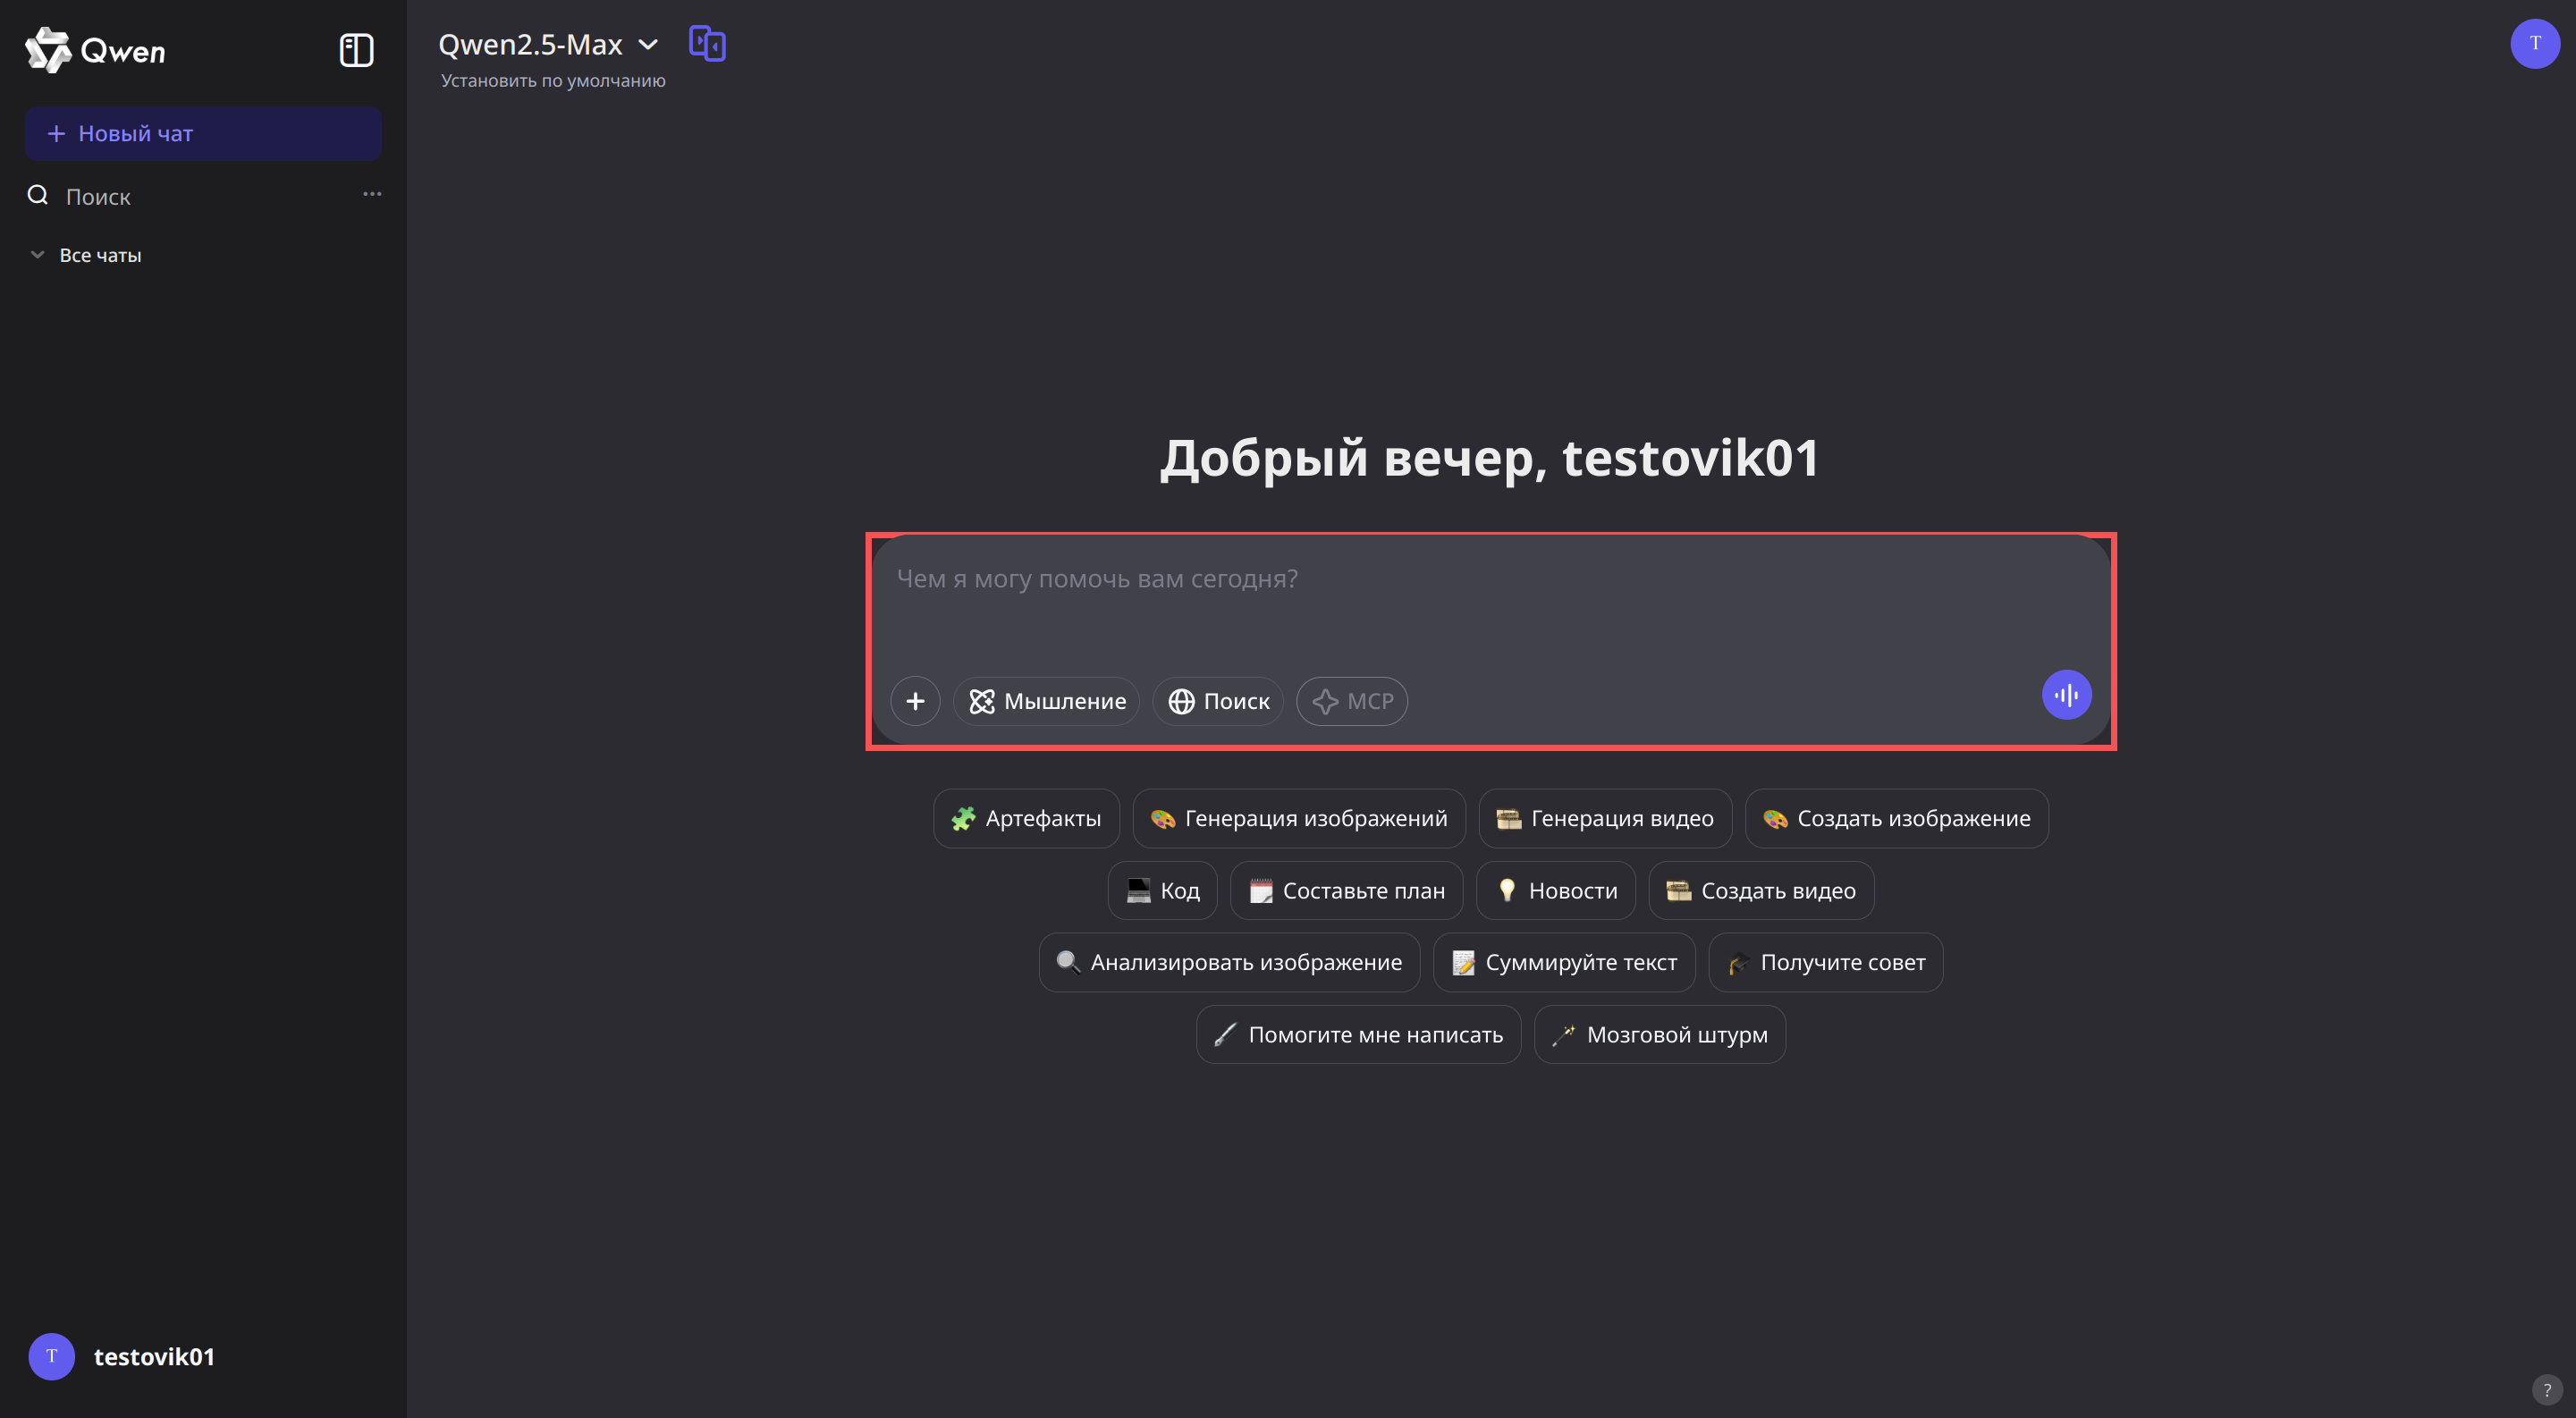 Qwen
+ Новый чат
Поиск
Все чаты
testovik01
T
Qwen2.5-Max
Установить по умолчанию
T
Добрый вечер, testovik01
Чем я могу помочь вам сегодня?
Мышление Поиск MCP
Артефакты Генерация изображений Генерация видео Создать изображение
Код Составьте план Новости Создать видео
Анализировать изображение Суммируйте текст Получите совет
Помогите мне написать Мозговой штурм
?